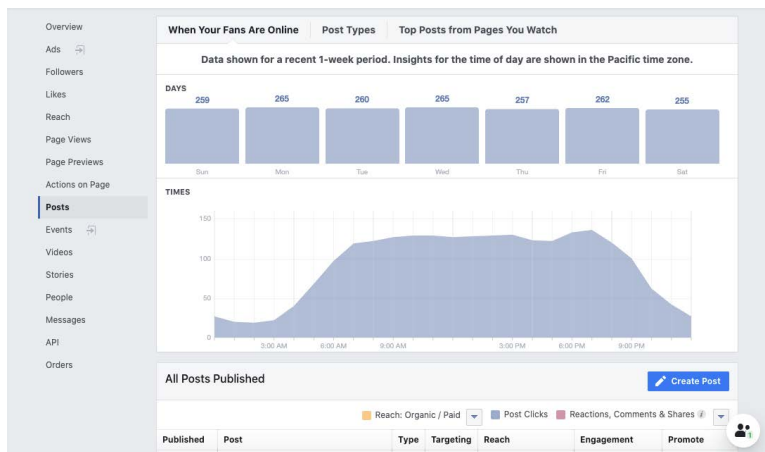 Overview
Ads
Followers
Likes
Reach
Page Views
Page Previews
Actions on Page
Posts
Events
Videos
Stories
People
Messages
API
Orders
When Your Fans Are Online Post Types Top Posts from Pages You Watch
Data shown for a recent 1-week period. Insights for the time of day are shown in the Pacific time zone.
DAYS
259 265 260 265 257 262 255
Sun Mon Tue Wed Thu Fri Sat
TIMES
150
100
50
0
3:00 AM 6:00 AM 9:00 AM 3:00 PM 6:00 PM 9:00 PM
All Posts Published
Create Post
Reach: Organic / Paid Post Clicks Reactions, Comments & Shares i
Published Post Type Targeting Reach Engagement Promote
1